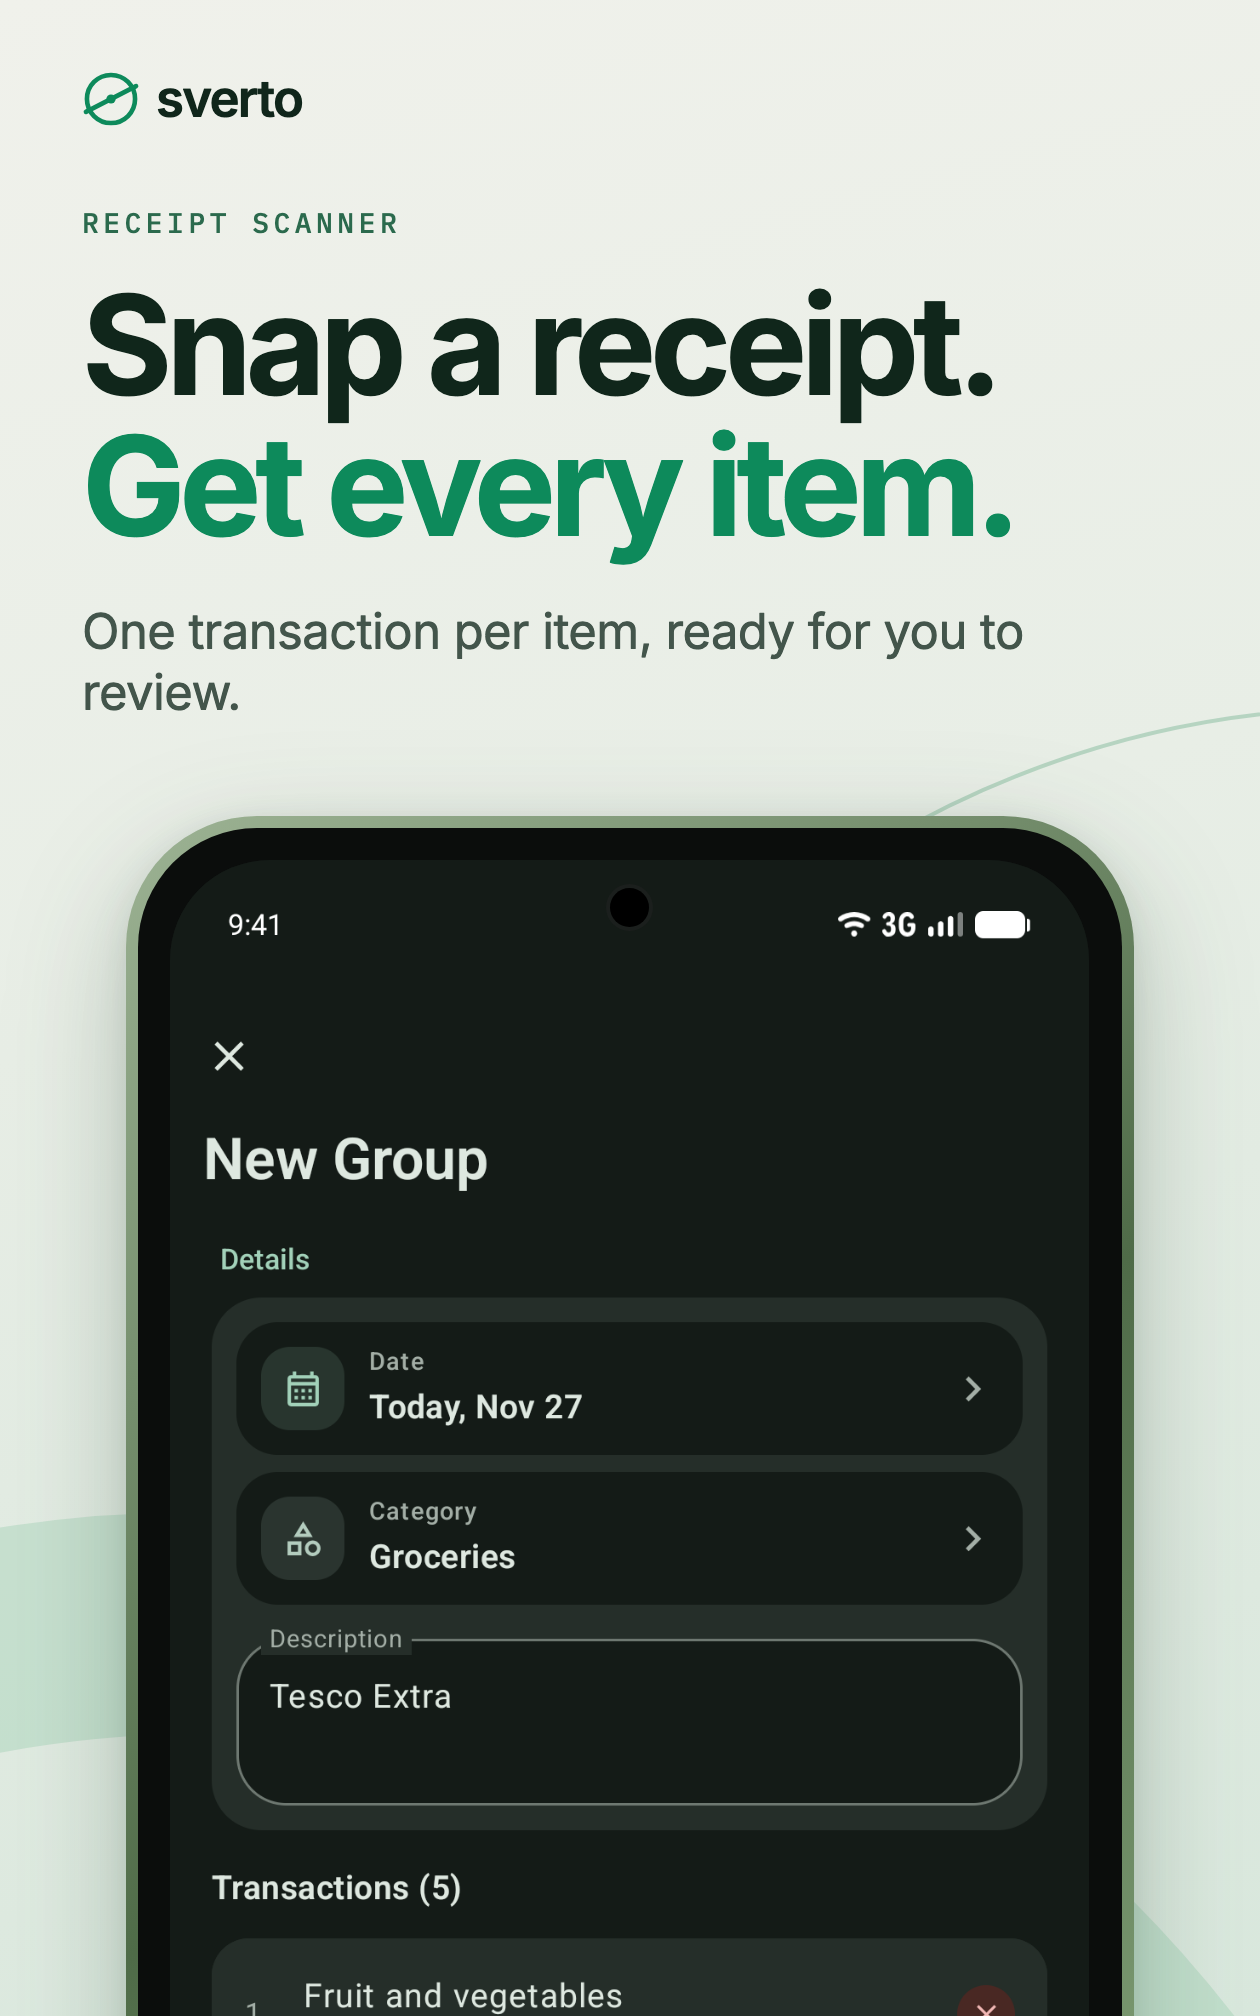 sverto
RECEIPT SCANNER
Snap a receipt.
Get every item.
One transaction per item, ready for you to
review.
9:41
3G
New Group
Details
Date
Today, Nov 27
Category
Groceries
Description
Tesco Extra
Transactions (5)
Fruit and vegetables
1